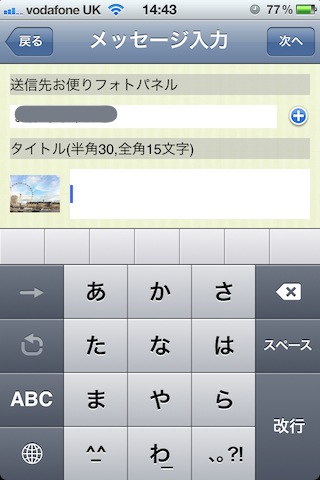 vodafone UK 14:43 77%
戻る メッセージ入力 次へ
送信先お便りフォトパネル
タイトル(半角30,全角15文字)
→ あ か さ
た な は スペース
ABC ま や ら 改行
^_^ わ_ 、。?!